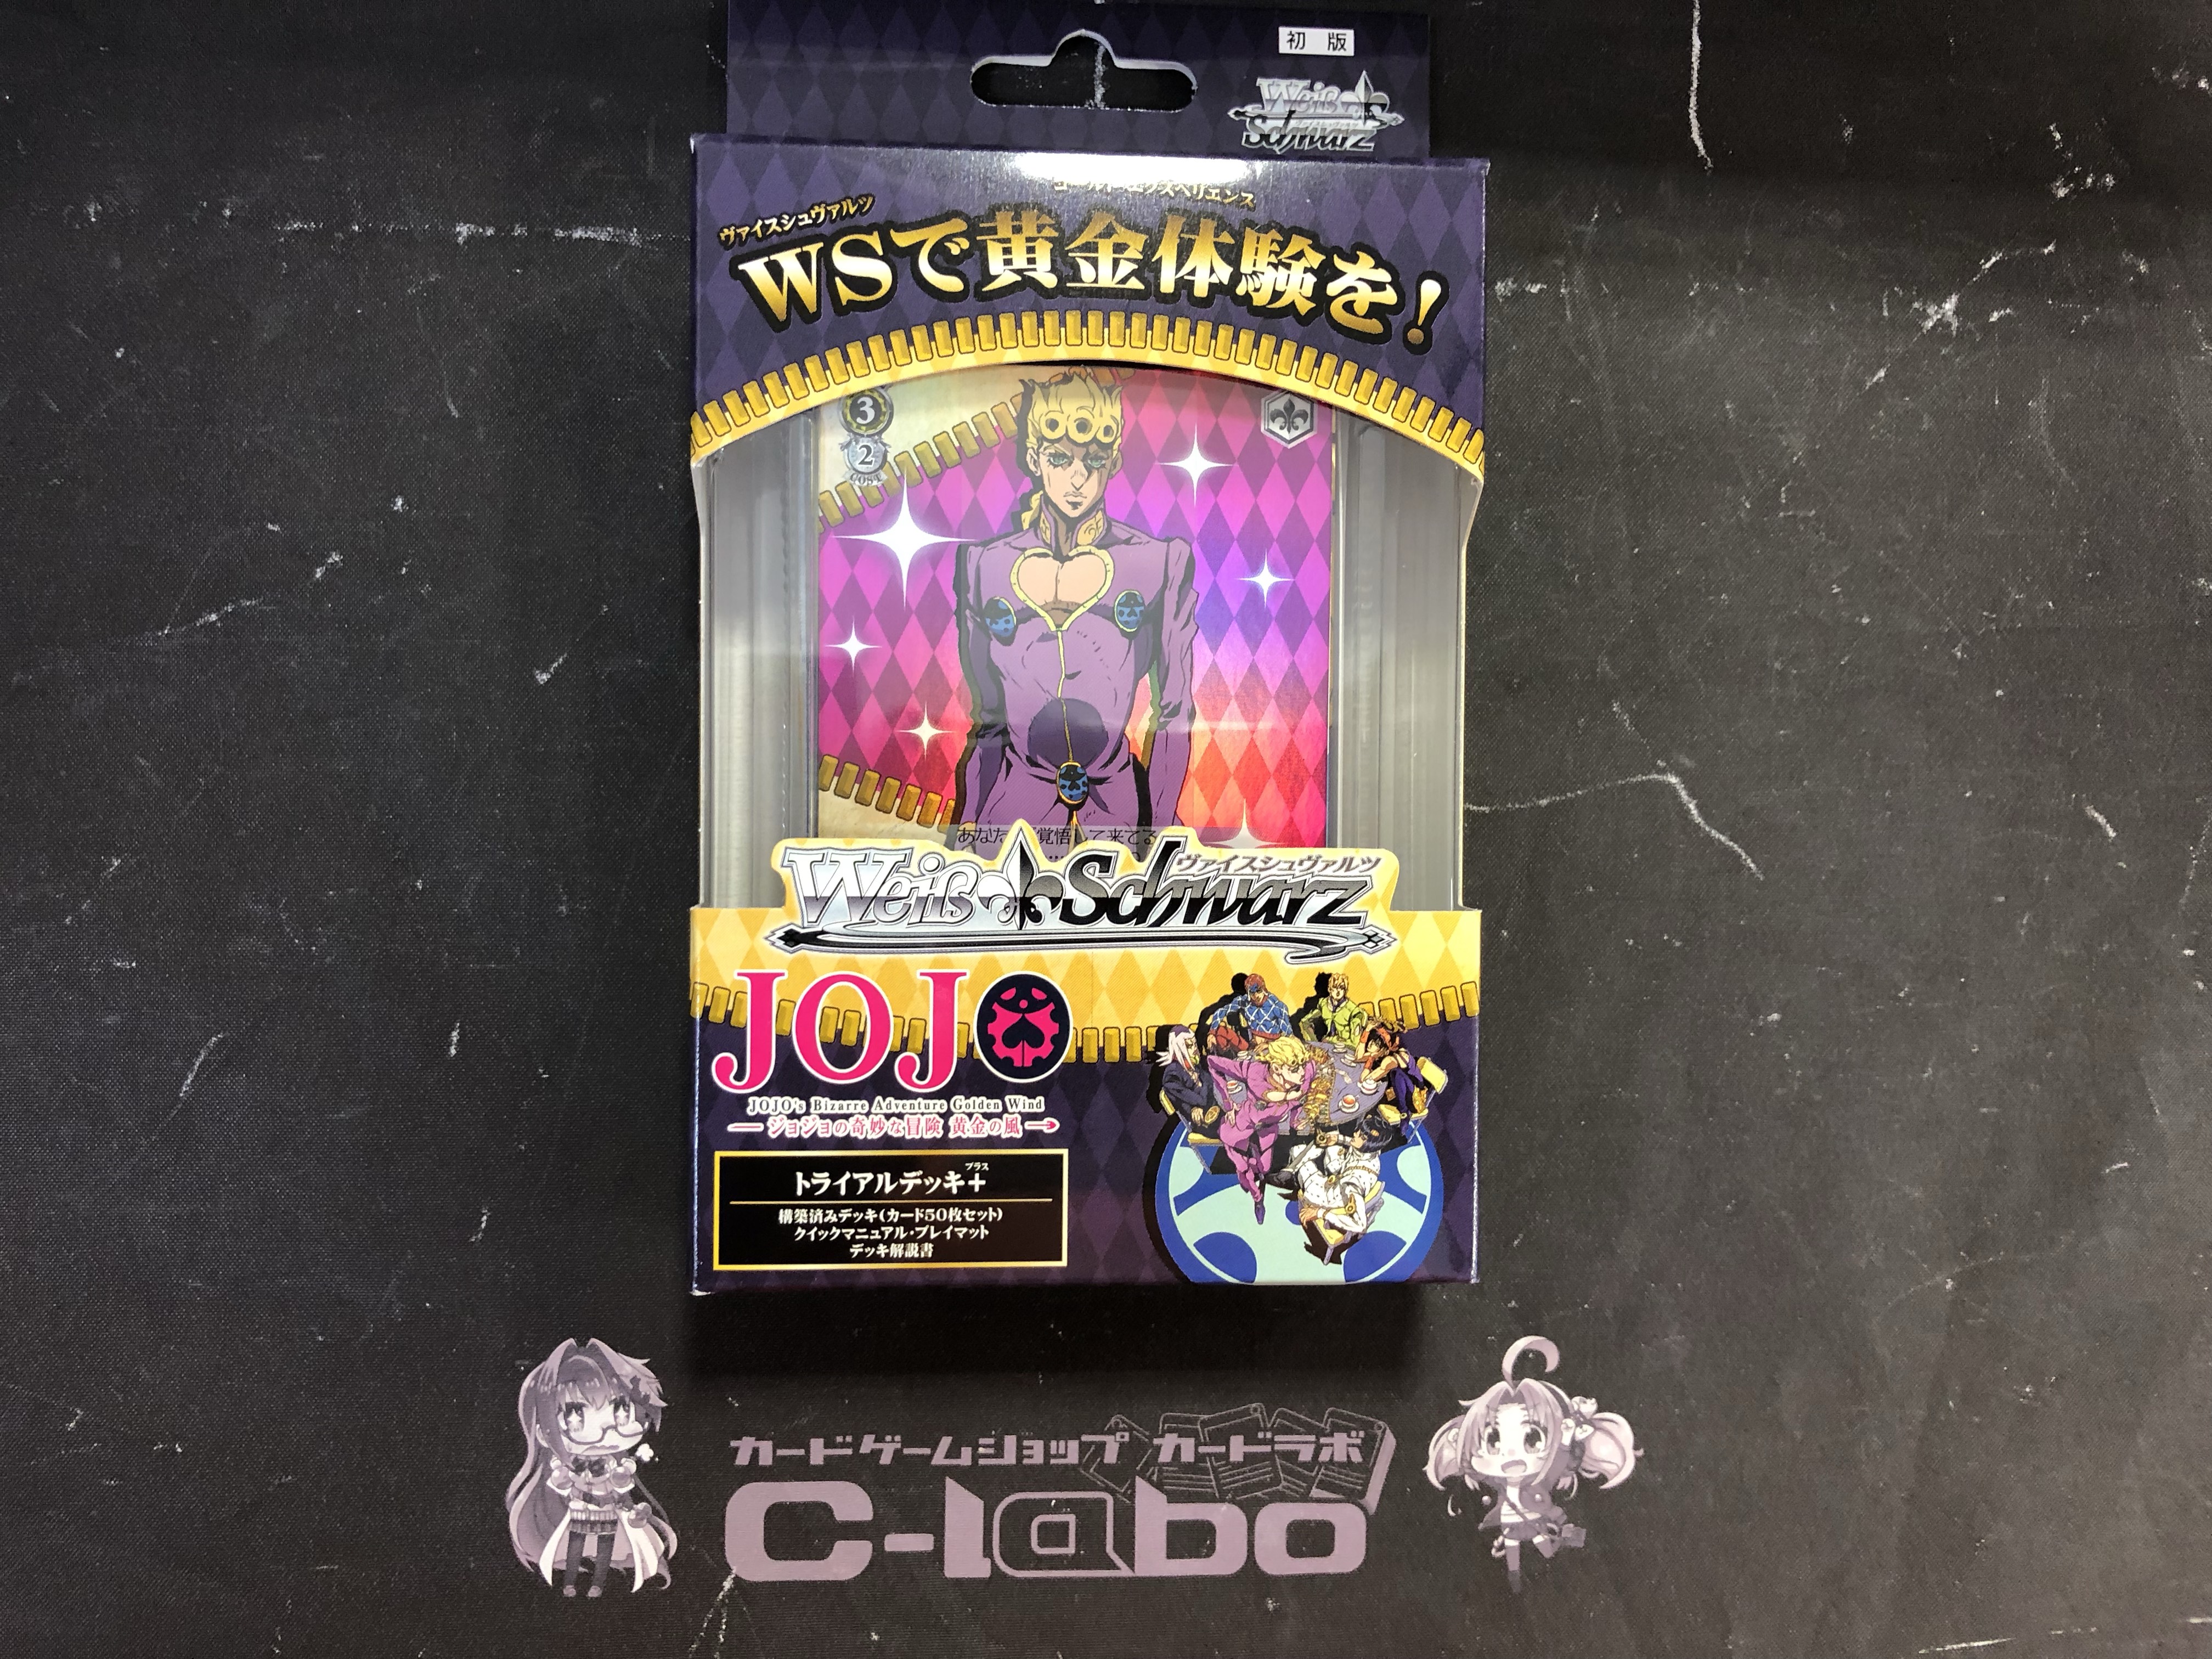 初 版
Weiß Schwarz
ゴールド・エクスペリエンス
ヴァイスシュヴァルツ
WSで黄金体験を!
3
2
COST
あなた 覚悟して来てる
Weiß Schwarz
ヴァイスシュヴァルツ
JOJO
JOJO's Bizarre Adventure Golden Wind
ジョジョの奇妙な冒険 黄金の風
プラス
トライアルデッキ+
構築済みデッキ(カード50枚セット)
クイックマニュアル・プレイマット
デッキ解説書
カードゲームショップ カードラボ
C-labo